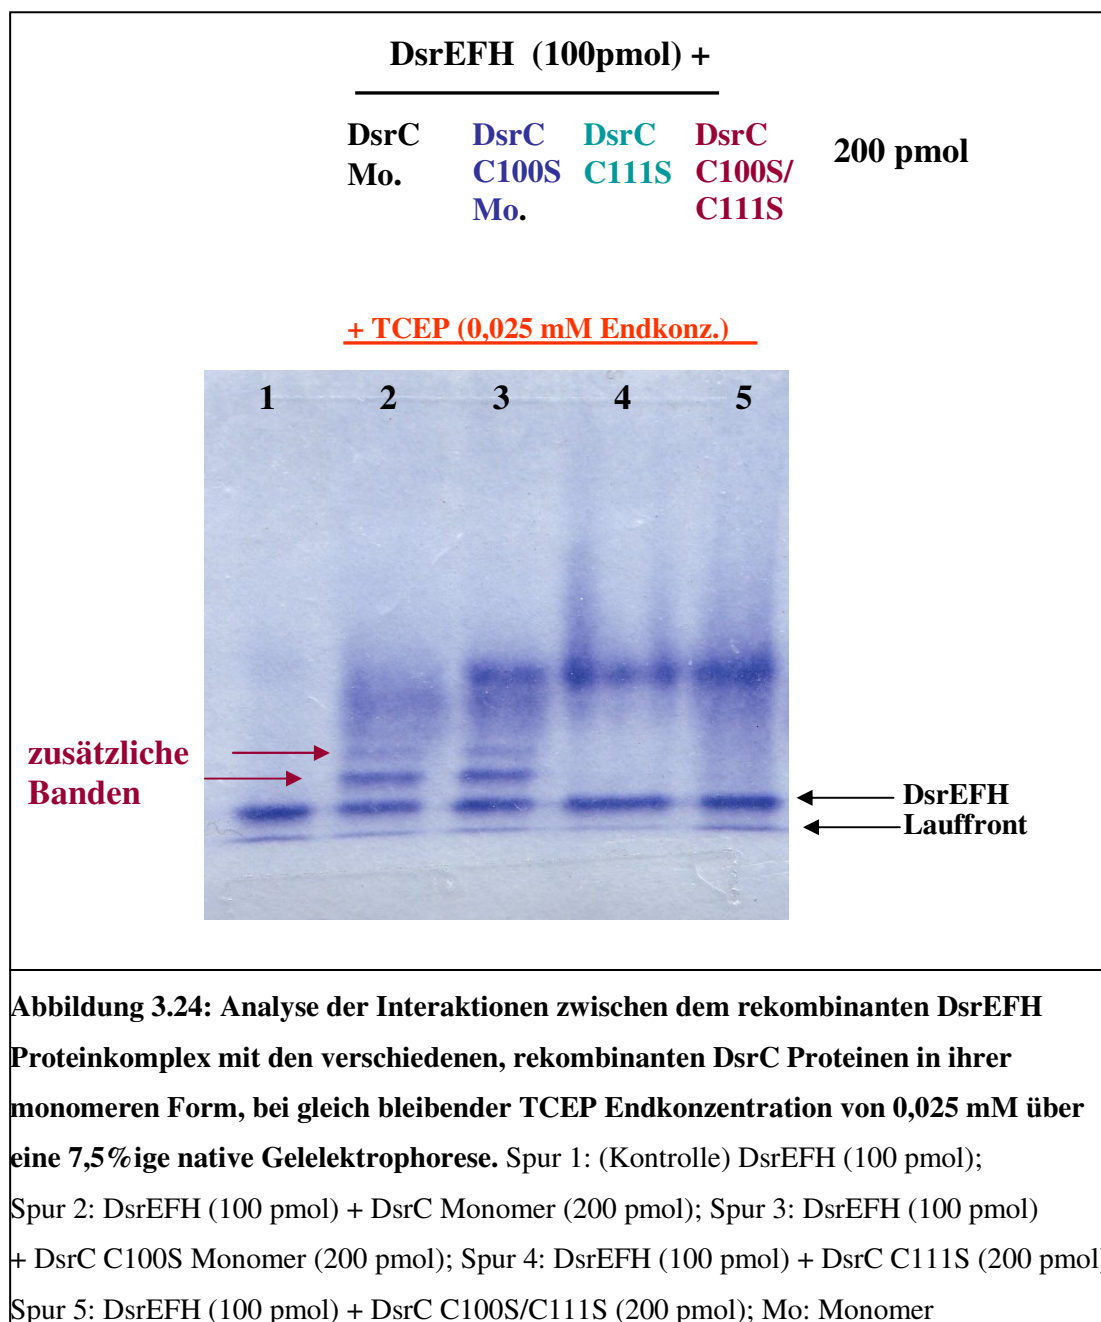 DsrEFH (100pmol) +
DsrC DsrC DsrC DsrC
Mo. C100S C111S C100S/
Mo. C111S
200 pmol
+ TCEP (0,025 mM Endkonz.)
1 2 3 4 5
zusätzliche
Banden
DsrEFH
Lauffront
Abbildung 3.24: Analyse der Interaktionen zwischen dem rekombinanten DsrEFH
Proteinkomplex mit den verschiedenen, rekombinanten DsrC Proteinen in ihrer
monomeren Form, bei gleich bleibender TCEP Endkonzentration von 0,025 mM über
eine 7,5%ige native Gelelektrophorese. Spur 1: (Kontrolle) DsrEFH (100 pmol);
Spur 2: DsrEFH (100 pmol) + DsrC Monomer (200 pmol); Spur 3: DsrEFH (100 pmol)
+ DsrC C100S Monomer (200 pmol); Spur 4: DsrEFH (100 pmol) + DsrC C111S (200 pmol)
Spur 5: DsrEFH (100 pmol) + DsrC C100S/C111S (200 pmol); Mo: Monomer